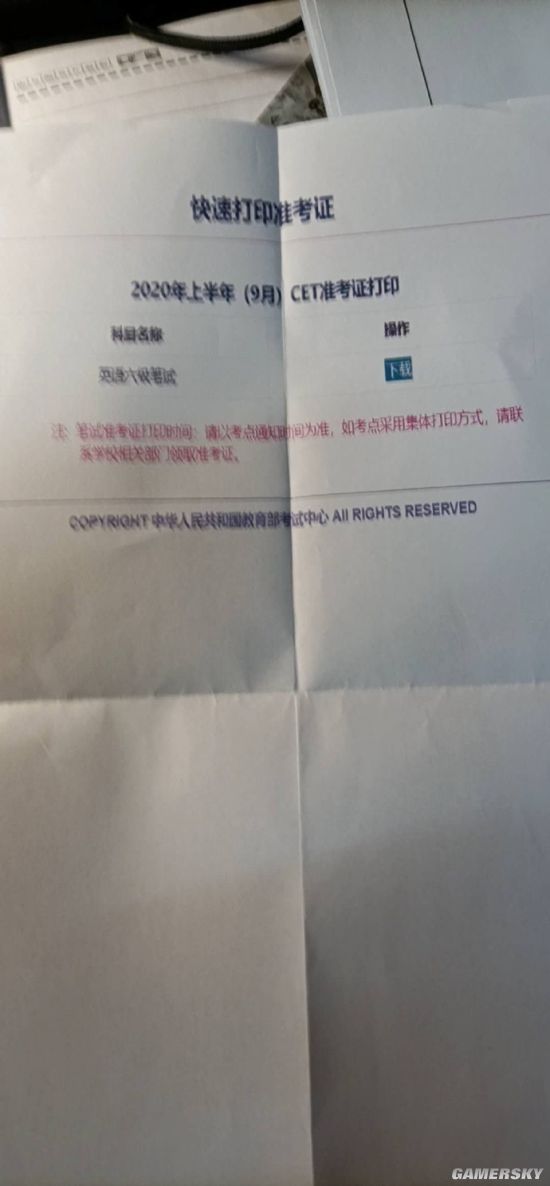 快速打印准考证
2020年上半年（9月）CET准考证打印
科目名称 操作
英语六级笔试 下载
注：笔试准考证打印时间：请以考点通知时间为准，如考点采用集体打印方式，请联
系学校相关部门领取准考证。
COPYRIGHT 中华人民共和国教育部考试中心 All RIGHTS RESERVED
GAMERSKY